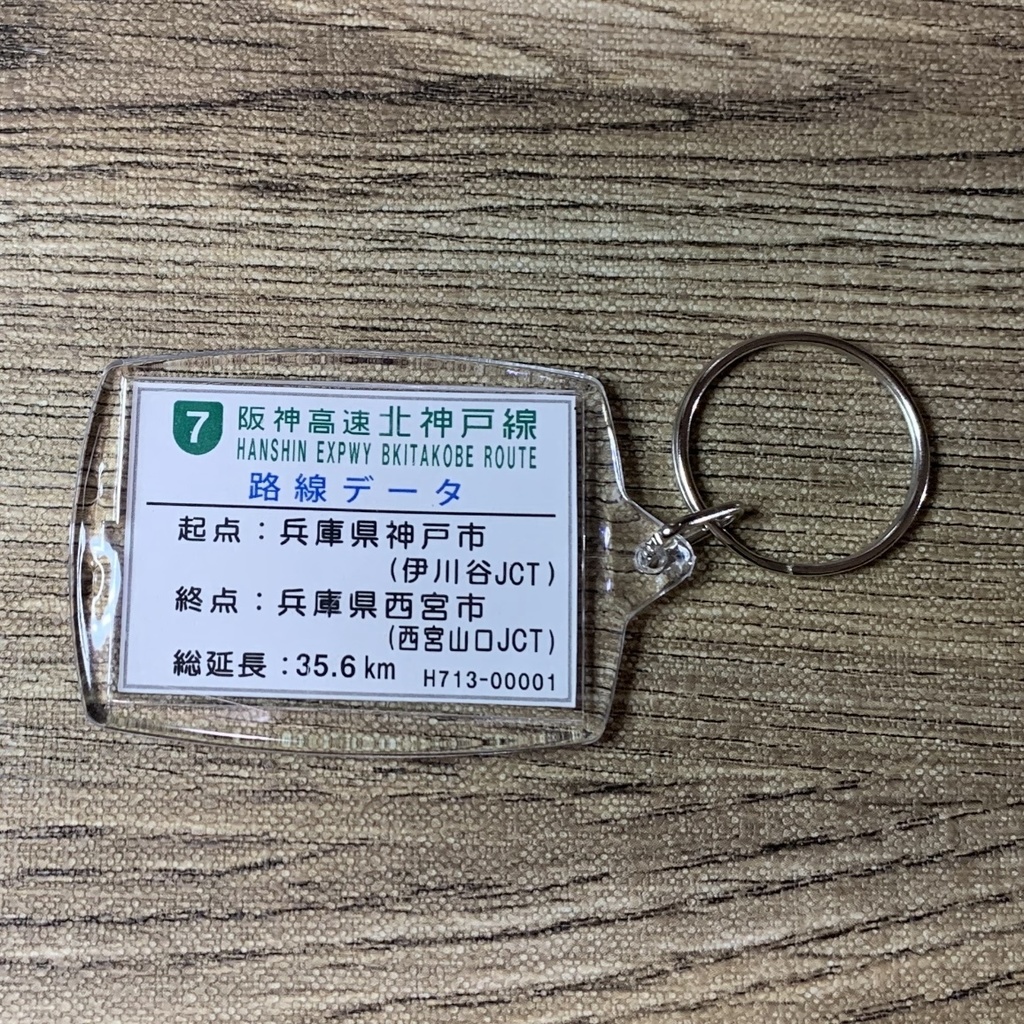 7 阪神高速北神戸線
HANSHIN EXPWY BKITAKOBE ROUTE
路線データ
起点：兵庫県神戸市
(伊川谷JCT)
終点：兵庫県西宮市
(西宮山口JCT)
総延長：35.6km H713-00001